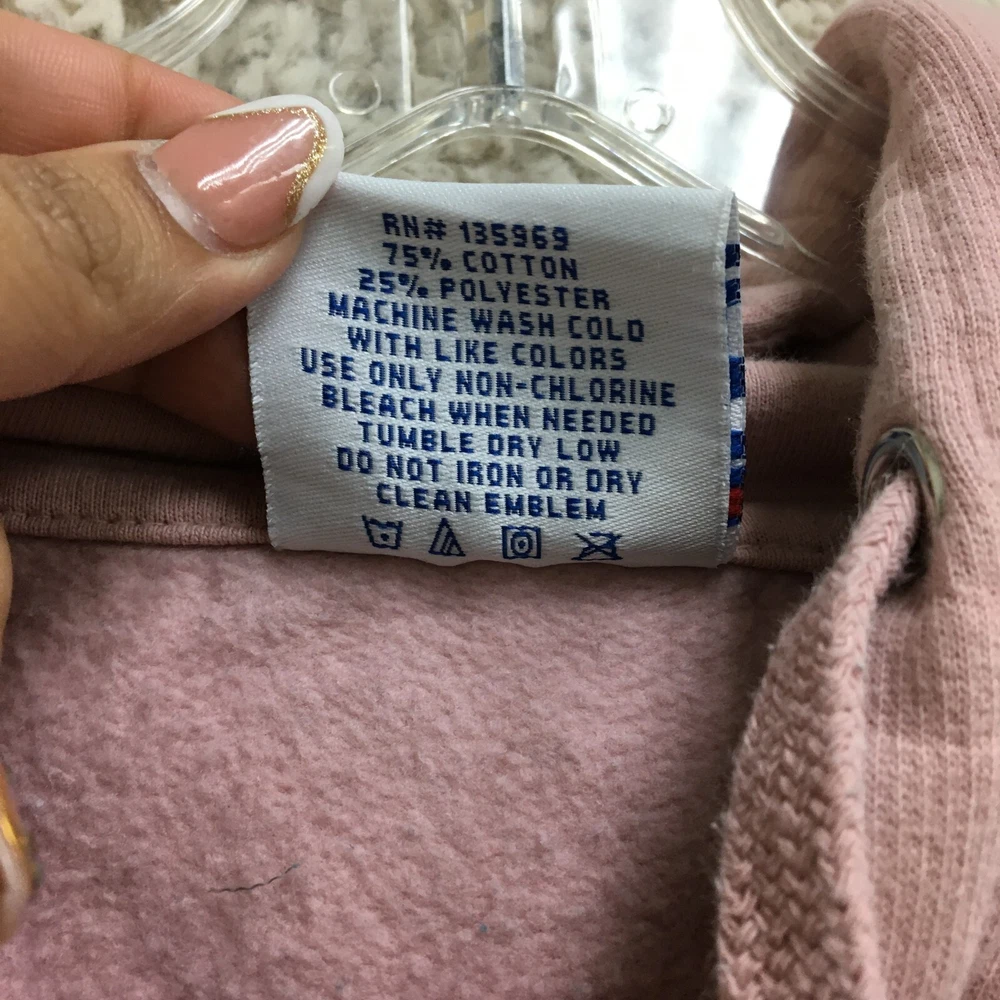 RN# 135969
75% COTTON
25% POLYESTER
MACHINE WASH COLD
WITH LIKE COLORS
USE ONLY NON-CHLORINE
BLEACH WHEN NEEDED
TUMBLE DRY LOW
DO NOT IRON OR DRY
CLEAN EMBLEM